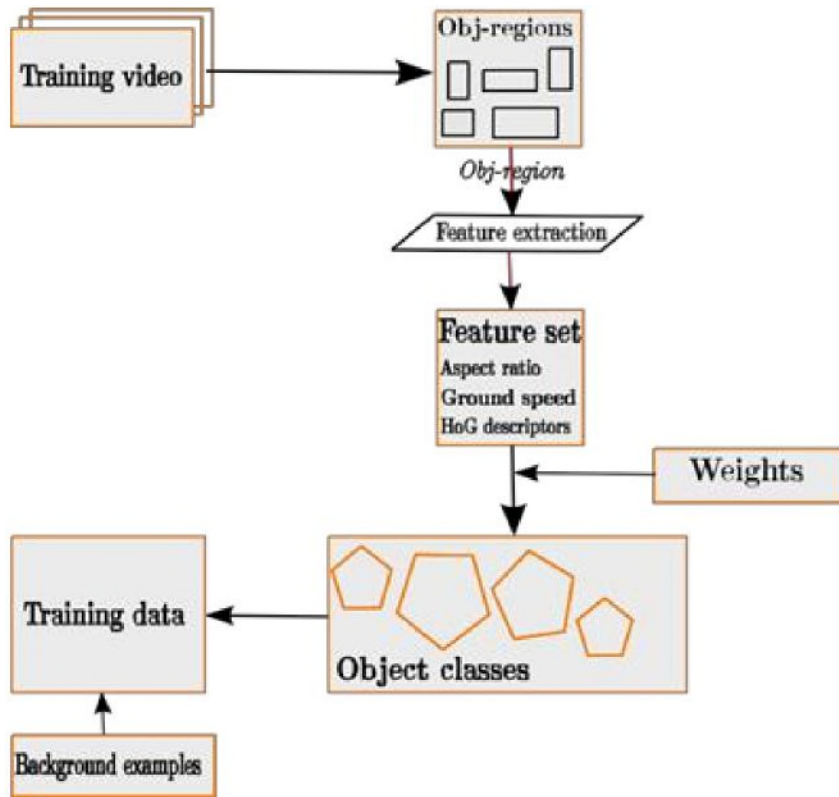 Training video
Obj-regions
Obj-region
Feature extraction
Feature set
Aspect ratio
Ground speed
HoG descriptors
Weights
Training data
Object classes
Background examples